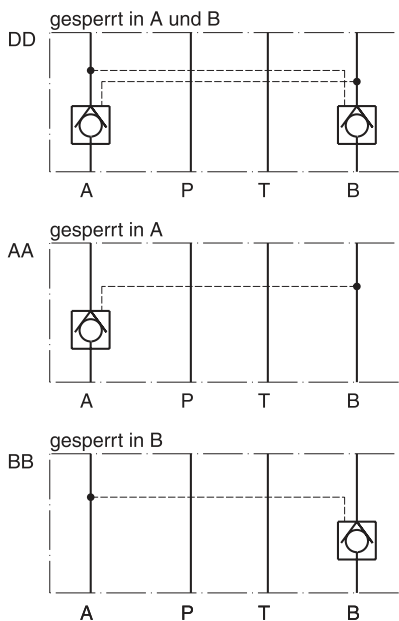 gesperrt in A und B
DD
A P T B
gesperrt in A
AA
A P T B
gesperrt in B
BB
A P T B